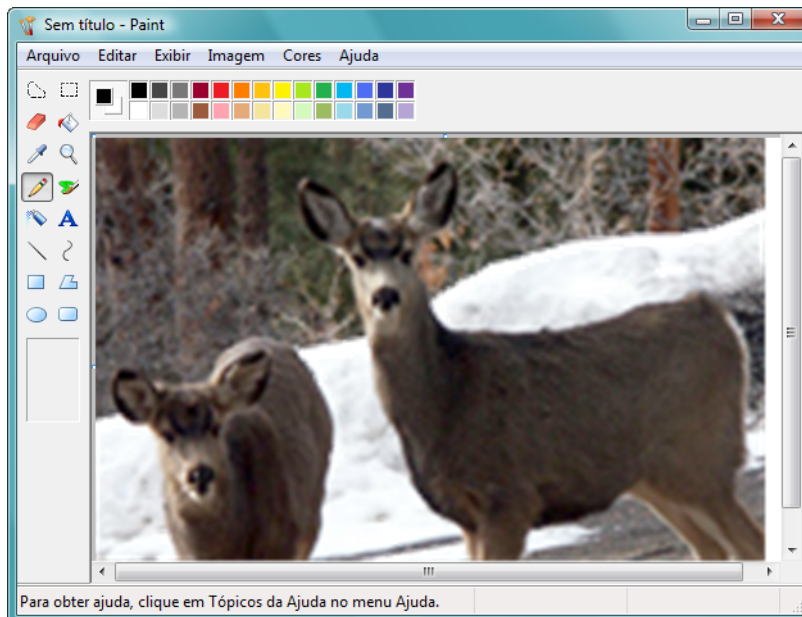 Sem título - Paint
Arquivo Editar Exibir Imagem Cores Ajuda
A
Para obter ajuda, clique em Tópicos da Ajuda no menu Ajuda.